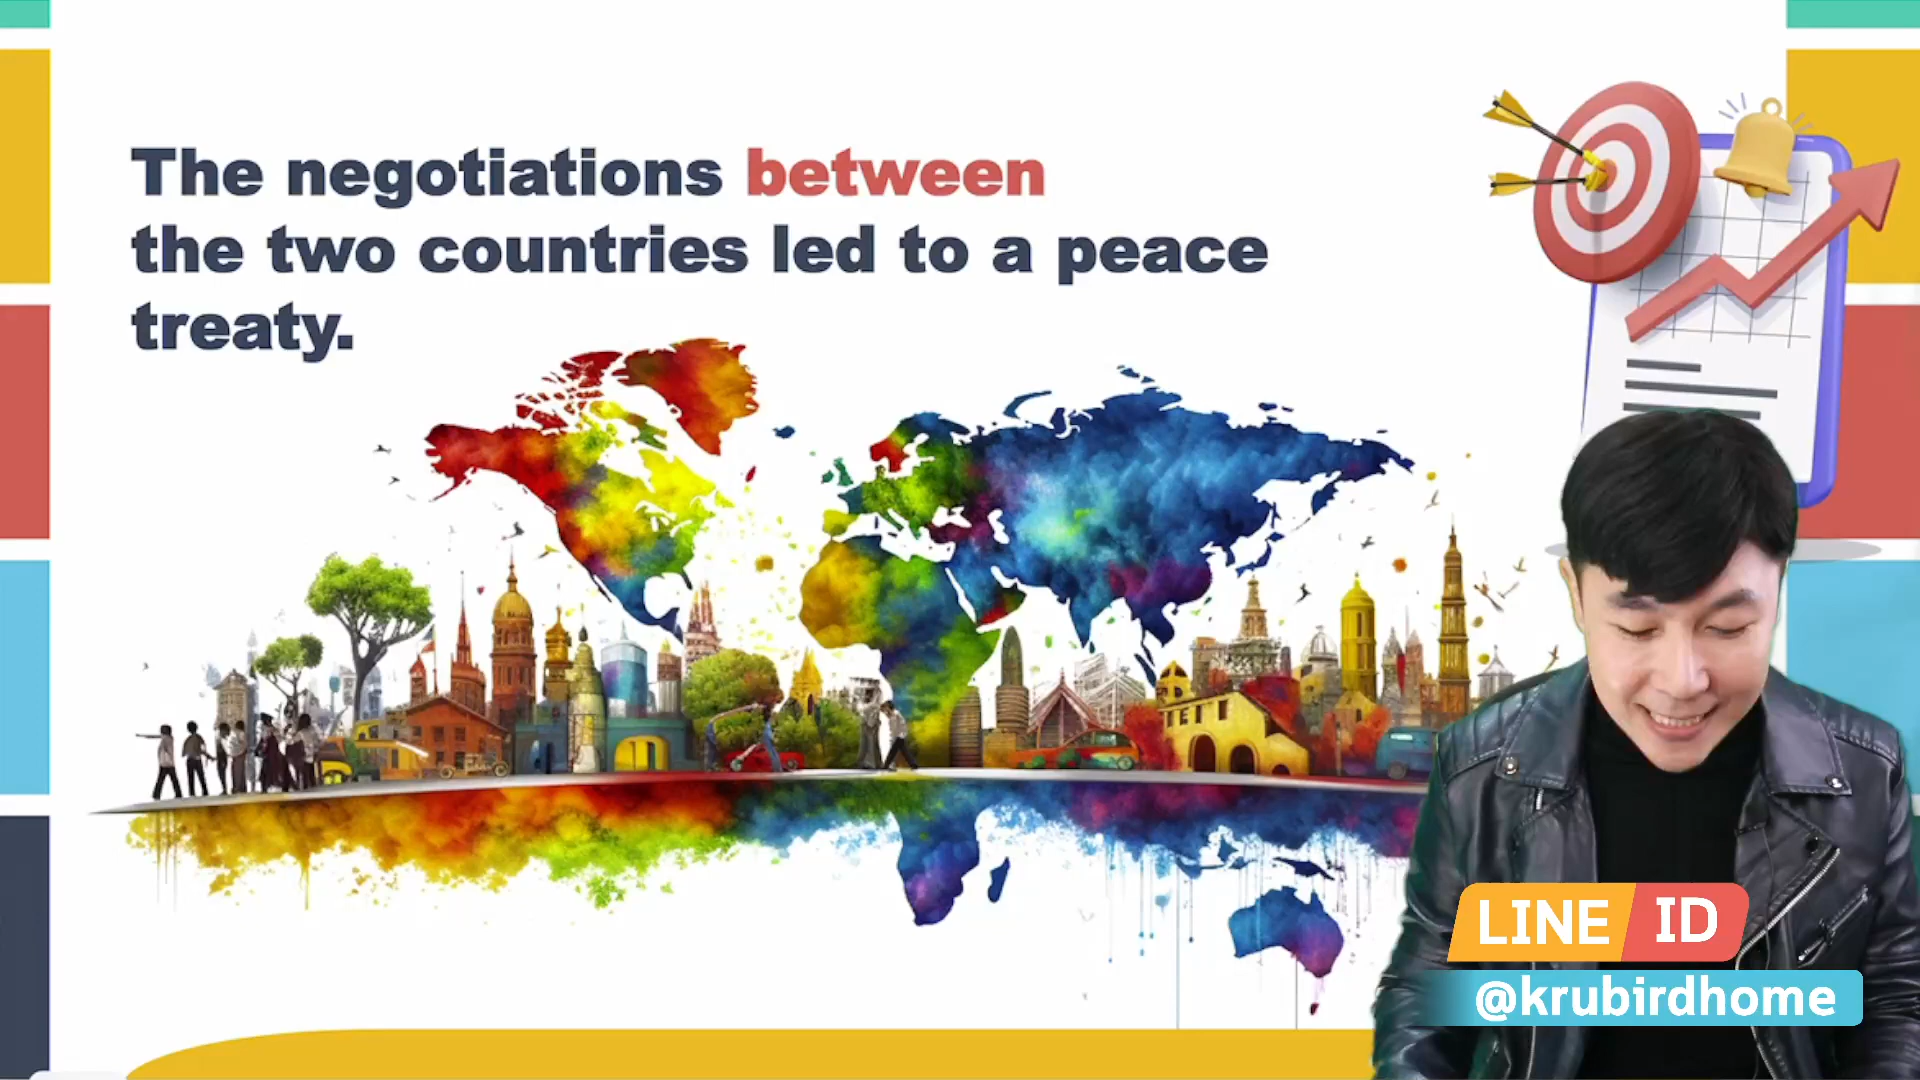 The negotiations between
the two countries led to a peace
treaty.
LINE ID
@krubirdhome